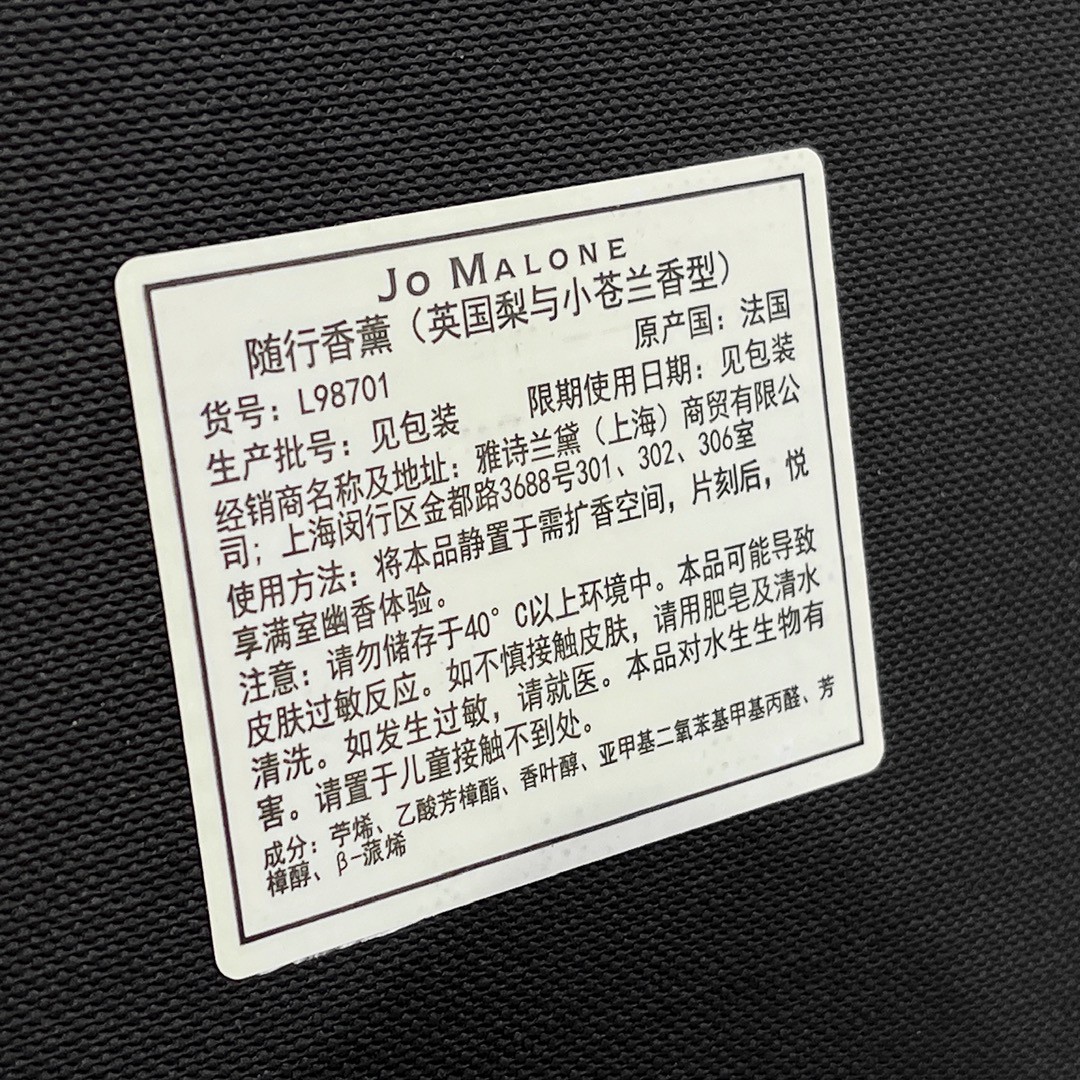 JO MALONE
随行香薰（英国梨与小苍兰香型）
货号：L98701 原产国：法国
生产批号：见包装 限期使用日期：见包装
经销商名称及地址：雅诗兰黛（上海）商贸有限公
司；上海闵行区金都路3688号301、302、306室
使用方法：将本品静置于需扩香空间，片刻后，悦
享满室幽香体验。
注意：请勿储存于40°C以上环境中。本品可能导致
皮肤过敏反应。如不慎接触皮肤，请用肥皂及清水
清洗。如发生过敏，请就医。本品对水生生物有
害。请置于儿童接触不到处。
成分：苧烯、乙酸芳樟酯、香叶醇、亚甲基二氧苯基甲基丙醛、芳
樟醇、β-蒎烯